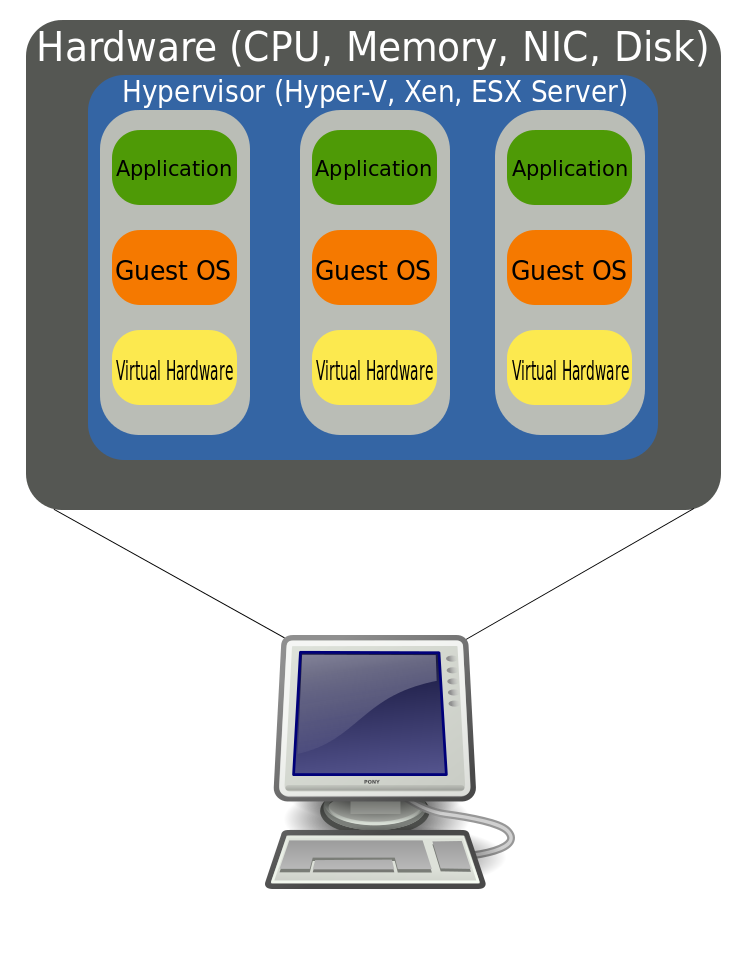 Hardware (CPU, Memory, NIC, Disk)
Hypervisor (Hyper-V, Xen, ESX Server)
Application
Application
Application
Guest OS
Guest OS
Guest OS
Virtual Hardware
Virtual Hardware
Virtual Hardware
PONY